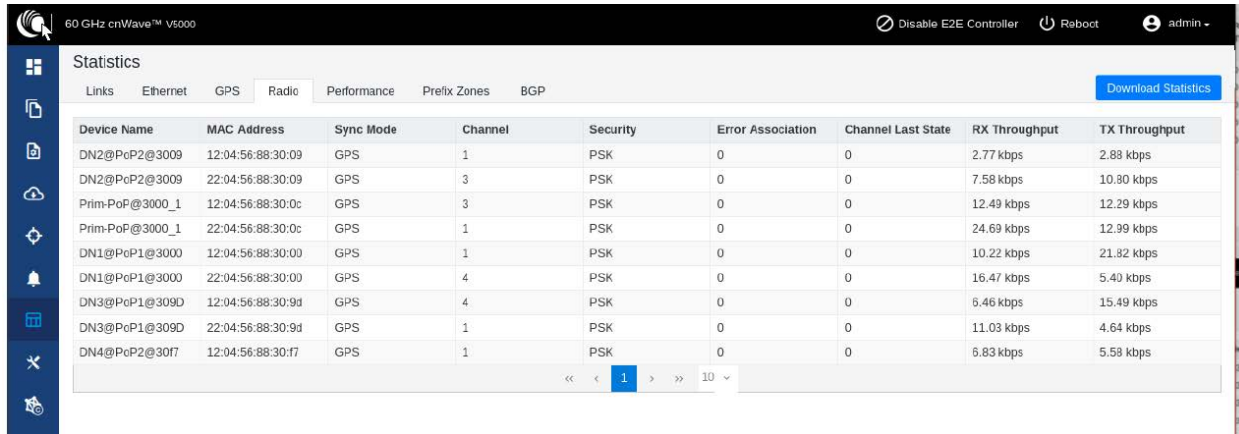 60 GHz cnWave™ V5000 Disable E2E Controller Reboot admin
Statistics
Links Ethernet GPS Radio Performance Prefix Zones BGP Download Statistics
Device Name MAC Address Sync Mode Channel Security Error Association Channel Last State RX Throughput TX Throughput
DN2@PoP2@3009 12:04:56:88:30:09 GPS 1 PSK 0 0 2.77 kbps 2.88 kbps
DN2@PoP2@3009 22:04:56:88:30:09 GPS 3 PSK 0 0 7.58 kbps 10.80 kbps
Prim-PoP@3000_1 12:04:56:88:30:0c GPS 3 PSK 0 0 12.49 kbps 12.29 kbps
Prim-PoP@3000_1 22:04:56:88:30:0c GPS 1 PSK 0 0 24.69 kbps 12.99 kbps
DN1@PoP1@3000 12:04:56:88:30:00 GPS 1 PSK 0 0 10.22 kbps 21.82 kbps
DN1@PoP1@3000 22:04:56:88:30:00 GPS 4 PSK 0 0 16.47 kbps 5.40 kbps
DN3@PoP1@309D 12:04:56:88:30:9d GPS 4 PSK 0 0 6.46 kbps 15.49 kbps
DN3@PoP1@309D 22:04:56:88:30:9d GPS 1 PSK 0 0 11.03 kbps 4.64 kbps
DN4@PoP2@30f7 12:04:56:88:30:f7 GPS 1 PSK 0 0 6.83 kbps 5.58 kbps
« ‹ 1 › » 10